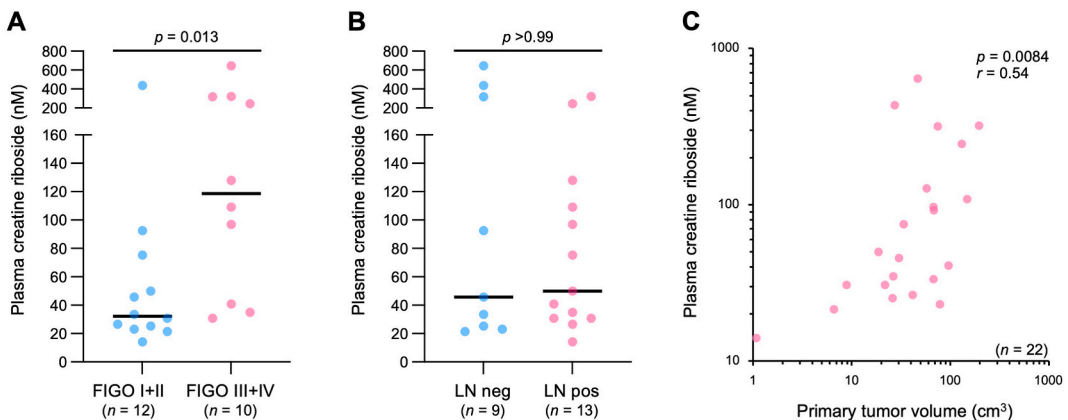 A
p = 0.013
Plasma creatine riboside (nM)
800
600
400
200
160
140
120
100
80
60
40
20
0
FIGO I+II
(n = 12)
FIGO III+IV
(n = 10)
B
p >0.99
Plasma creatine riboside (nM)
800
600
400
200
160
140
120
100
80
60
40
20
0
LN neg
(n = 9)
LN pos
(n = 13)
C
p = 0.0084
r = 0.54
Plasma creatine riboside (nM)
1000
100
10
(n = 22)
1
10
100
1000
Primary tumor volume (cm³)